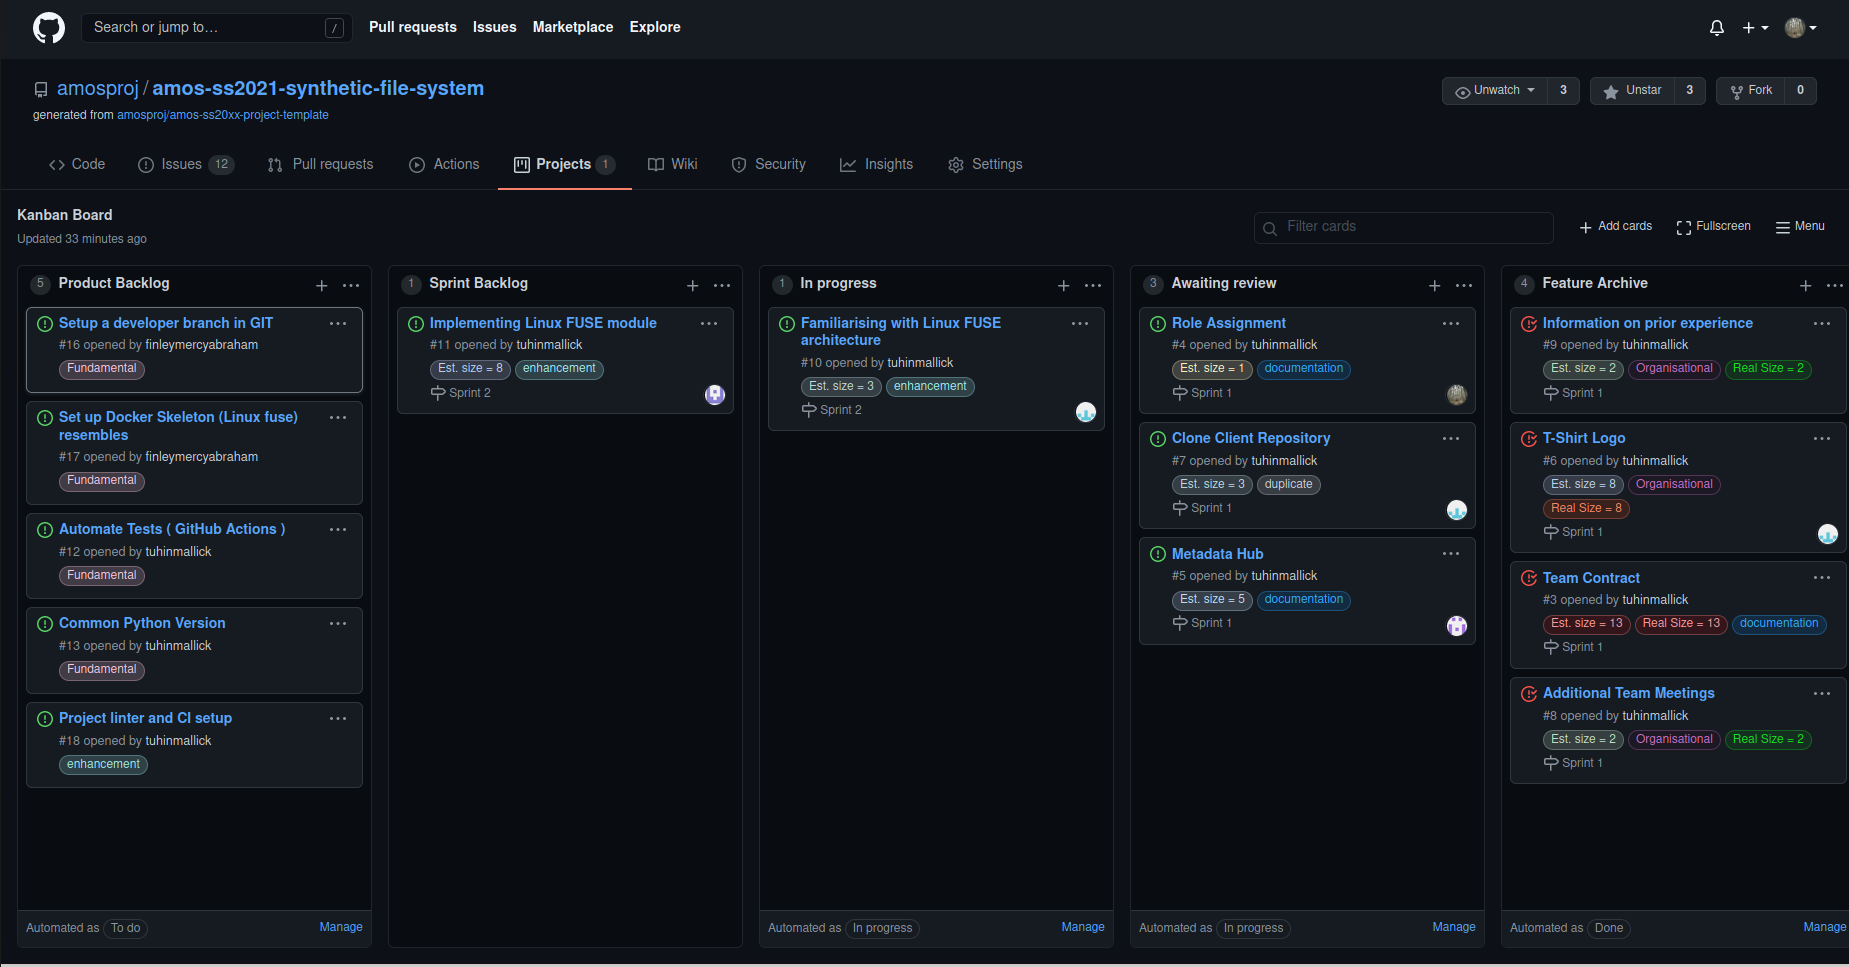 Search or jump to… /
Pull requests Issues Marketplace Explore
amosproj / amos-ss2021-synthetic-file-system
generated from amosproj/amos-ss20xx-project-template
Unwatch 3 Unstar 3 Fork 0
Code Issues 12 Pull requests Actions Projects 1 Wiki Security Insights Settings
Kanban Board
Updated 33 minutes ago
Filter cards
Add cards Fullscreen Menu
5 Product Backlog
Setup a developer branch in GIT
#16 opened by finleymercyabraham
Fundamental
Set up Docker Skeleton (Linux fuse)
resembles
#17 opened by finleymercyabraham
Fundamental
Automate Tests ( GitHub Actions )
#12 opened by tuhinmallick
Fundamental
Common Python Version
#13 opened by tuhinmallick
Fundamental
Project linter and CI setup
#18 opened by tuhinmallick
enhancement
Automated as To do Manage
1 Sprint Backlog
Implementing Linux FUSE module
#11 opened by tuhinmallick
Est. size = 8 enhancement
Sprint 2
1 In progress
Familiarising with Linux FUSE
architecture
#10 opened by tuhinmallick
Est. size = 3 enhancement
Sprint 2
Automated as In progress Manage
3 Awaiting review
Role Assignment
#4 opened by tuhinmallick
Est. size = 1 documentation
Sprint 1
Clone Client Repository
#7 opened by tuhinmallick
Est. size = 3 duplicate
Sprint 1
Metadata Hub
#5 opened by tuhinmallick
Est. size = 5 documentation
Sprint 1
Automated as In progress Manage
4 Feature Archive
Information on prior experience
#9 opened by tuhinmallick
Est. size = 2 Organisational Real Size = 2
Sprint 1
T-Shirt Logo
#6 opened by tuhinmallick
Est. size = 8 Organisational
Real Size = 8
Sprint 1
Team Contract
#3 opened by tuhinmallick
Est. size = 13 Real Size = 13 documentation
Sprint 1
Additional Team Meetings
#8 opened by tuhinmallick
Est. size = 2 Organisational Real Size = 2
Sprint 1
Automated as Done Manage